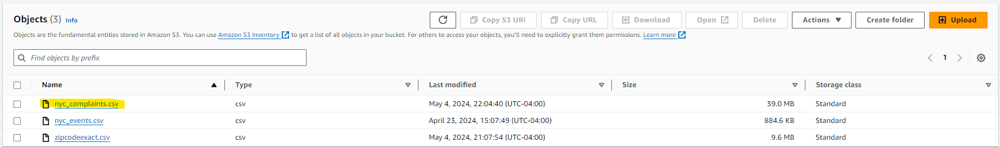 Objects (3) Info
Copy S3 URI Copy URL Download Open Delete Actions Create folder Upload
Objects are the fundamental entities stored in Amazon S3. You can use Amazon S3 inventory to get a list of all objects in your bucket. For others to access your objects, you'll need to explicitly grant them permissions. Learn more
Find objects by prefix
1
Name Type Last modified Size Storage class
nyc_complaints.csv csv May 4, 2024, 22:04:40 (UTC-04:00) 39.0 MB Standard
nyc_events.csv csv April 23, 2024, 15:07:49 (UTC-04:00) 884.6 KB Standard
zipcodeexact.csv csv May 4, 2024, 21:07:54 (UTC-04:00) 9.6 MB Standard